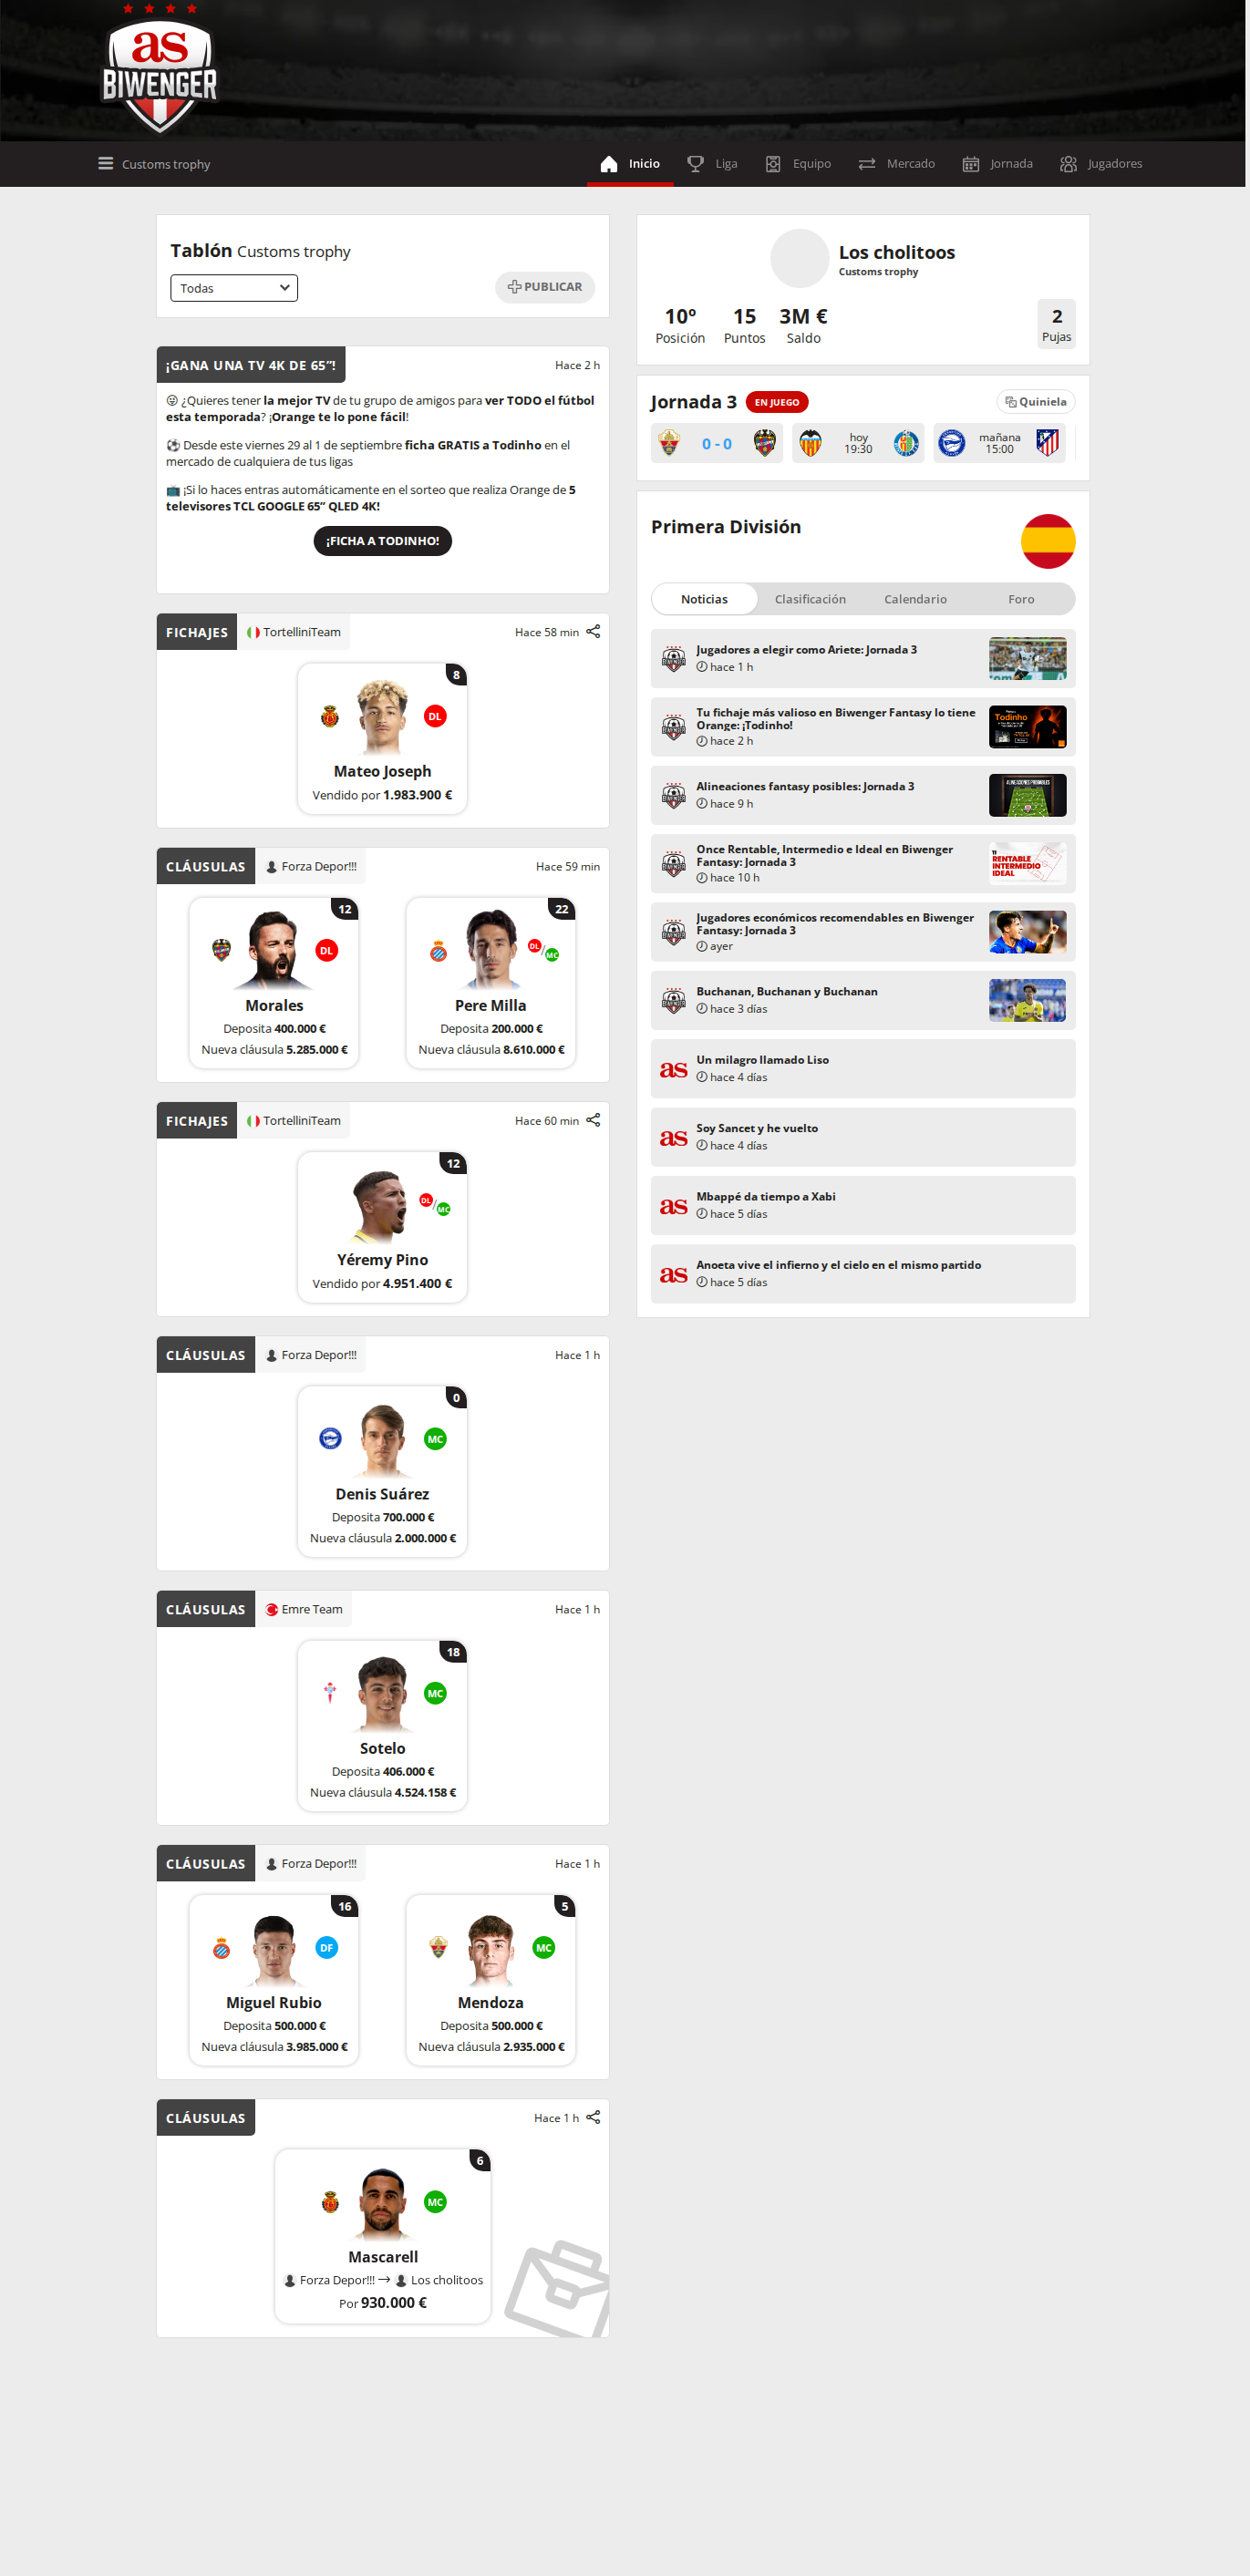 as
BIWENGER
Customs trophy
Inicio
Liga
Equipo
Mercado
Jornada
Jugadores
Tablón Customs trophy
Todas
PUBLICAR
¡GANA UNA TV 4K DE 65”!
Hace 2 h
😜 ¿Quieres tener la mejor TV de tu grupo de amigos para ver TODO el fútbol
esta temporada? ¡Orange te lo pone fácil!
⚽ Desde este viernes 29 al 1 de septiembre ficha GRATIS a Todinho en el
mercado de cualquiera de tus ligas
📺 ¡Si lo haces entras automáticamente en el sorteo que realiza Orange de 5
televisores TCL GOOGLE 65” QLED 4K!
¡FICHA A TODINHO!
FICHAJES
TortelliniTeam
Hace 58 min
8
DL
Mateo Joseph
Vendido por 1.983.900 €
CLÁUSULAS
Forza Depor!!!
Hace 59 min
12
DL
Morales
Deposita 400.000 €
Nueva cláusula 5.285.000 €
22
DL/MC
Pere Milla
Deposita 200.000 €
Nueva cláusula 8.610.000 €
FICHAJES
TortelliniTeam
Hace 60 min
12
DL/MC
Yéremy Pino
Vendido por 4.951.400 €
CLÁUSULAS
Forza Depor!!!
Hace 1 h
0
MC
Denis Suárez
Deposita 700.000 €
Nueva cláusula 2.000.000 €
CLÁUSULAS
Emre Team
Hace 1 h
18
MC
Sotelo
Deposita 406.000 €
Nueva cláusula 4.524.158 €
CLÁUSULAS
Forza Depor!!!
Hace 1 h
16
DF
Miguel Rubio
Deposita 500.000 €
Nueva cláusula 3.985.000 €
5
MC
Mendoza
Deposita 500.000 €
Nueva cláusula 2.935.000 €
CLÁUSULAS
Hace 1 h
6
MC
Mascarell
Forza Depor!!! → Los cholitoos
Por 930.000 €
Los cholitoos
Customs trophy
10º
Posición
15
Puntos
3M €
Saldo
2
Pujas
Jornada 3
EN JUEGO
Quiniela
0 - 0
hoy
19:30
mañana
15:00
Primera División
Noticias
Clasificación
Calendario
Foro
Jugadores a elegir como Ariete: Jornada 3
hace 1 h
Tu fichaje más valioso en Biwenger Fantasy lo tiene
Orange: ¡Todinho!
hace 2 h
Todinho
Alineaciones fantasy posibles: Jornada 3
hace 9 h
ALINEACIONES PROBABLES
Once Rentable, Intermedio e Ideal en Biwenger
Fantasy: Jornada 3
hace 10 h
11
RENTABLE
INTERMEDIO
IDEAL
Jugadores económicos recomendables en Biwenger
Fantasy: Jornada 3
ayer
Buchanan, Buchanan y Buchanan
hace 3 días
as
Un milagro llamado Liso
hace 4 días
as
Soy Sancet y he vuelto
hace 4 días
as
Mbappé da tiempo a Xabi
hace 5 días
as
Anoeta vive el infierno y el cielo en el mismo partido
hace 5 días